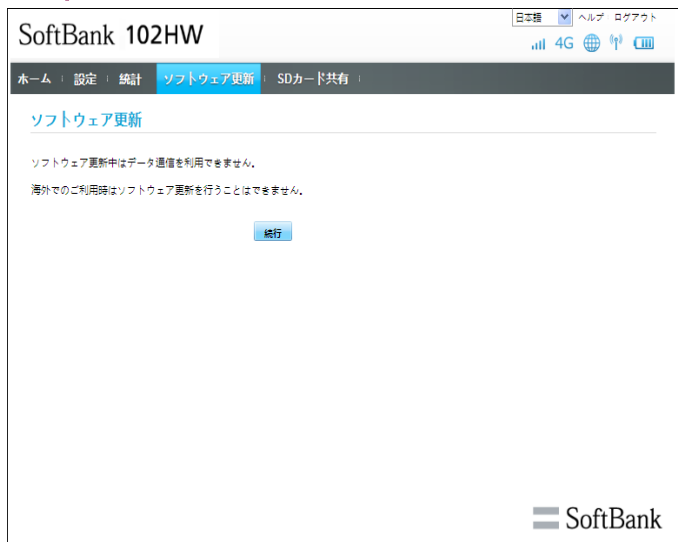 日本語 ヘルプ ログアウト
SoftBank 102HW
4G
ホーム 設定 統計 ソフトウェア更新 SDカード共有
ソフトウェア更新
ソフトウェア更新中はデータ通信を利用できません。
海外でのご利用時はソフトウェア更新を行うことはできません。
続行
SoftBank